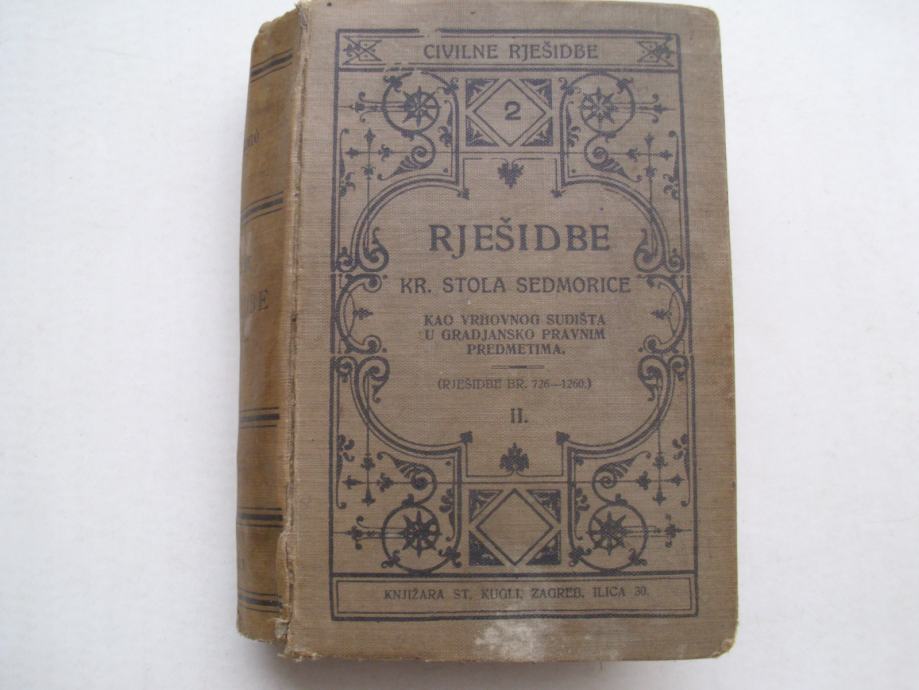 CIVILNE RJEŠIDBE
2
RJEŠIDBE
KR. STOLA SEDMORICE
KAO VRHOVNOG SUDIŠTA
U GRADJANSKO PRAVNIM
PREDMETIMA.
(RJEŠIDBE BR. 726—1260.)
II.
KNJIŽARA ST. KUGLI, ZAGREB, ILICA 30.